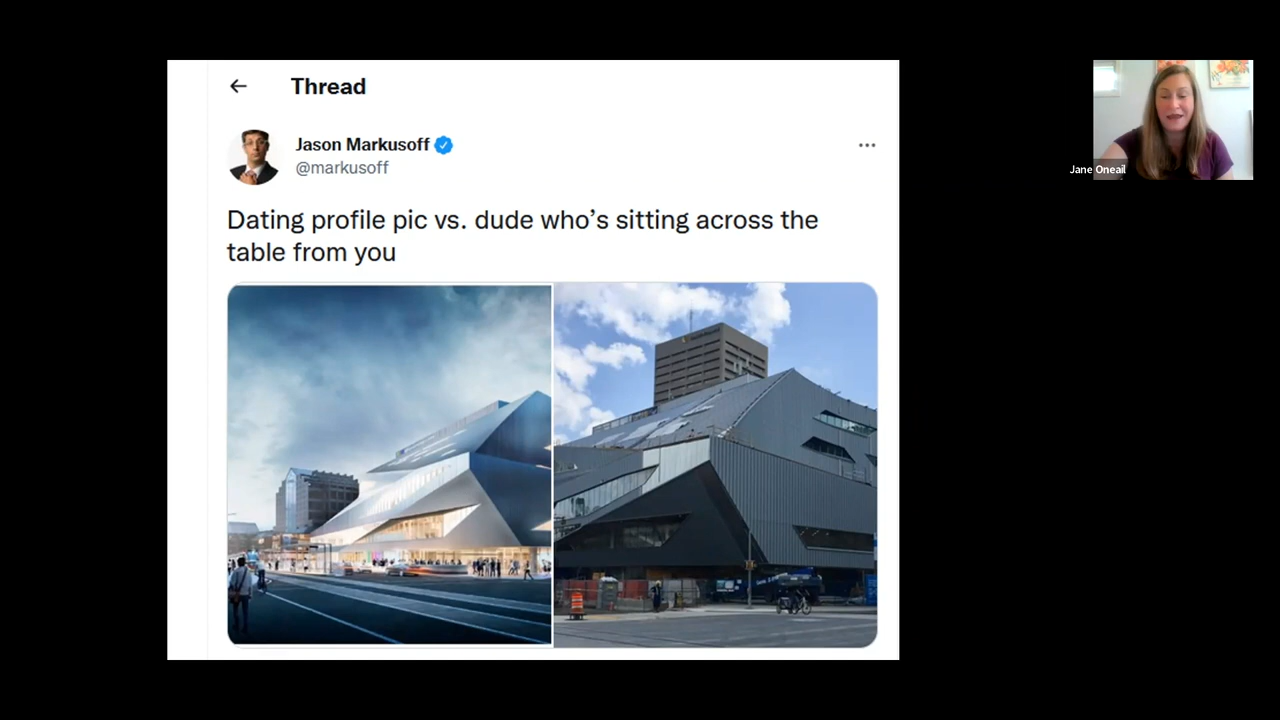 Thread
Jason Markusoff
@markusoff
Dating profile pic vs. dude who’s sitting across the
table from you
Jane Oneail